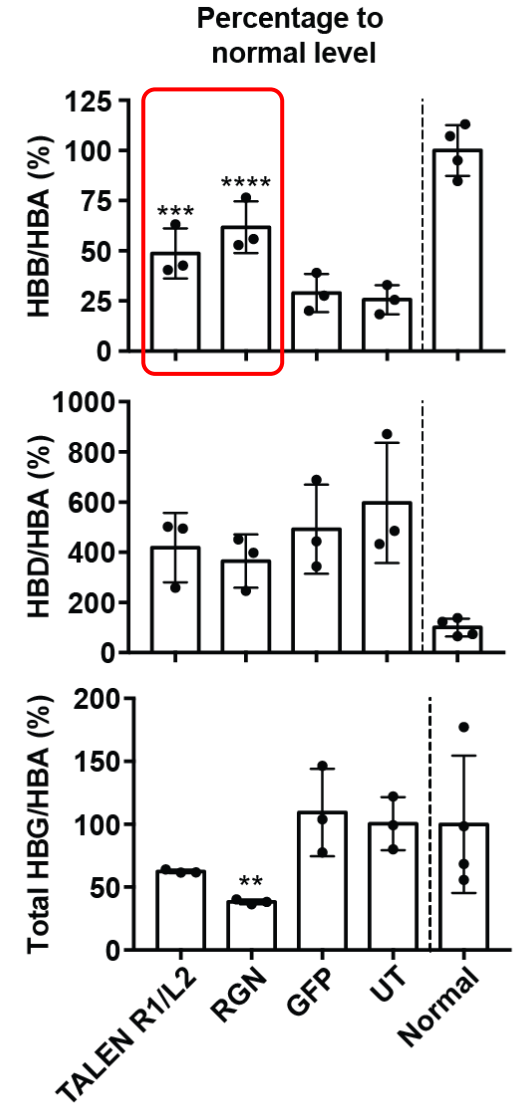 Percentage to
normal level
HBB/HBA (%)
125
100
75
50
25
0
***
****
HBD/HBA (%)
1000
800
600
400
200
0
Total HBG/HBA (%)
200
150
100
50
0
**
TALEN R1/L2
RGN
GFP
UT
Normal